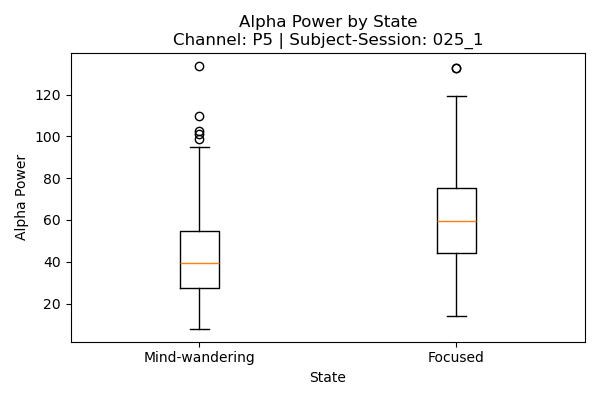 Alpha Power by State
Channel: P5 | Subject-Session: 025_1
120
100
80
60
40
20
Alpha Power
Mind-wandering
Focused
State